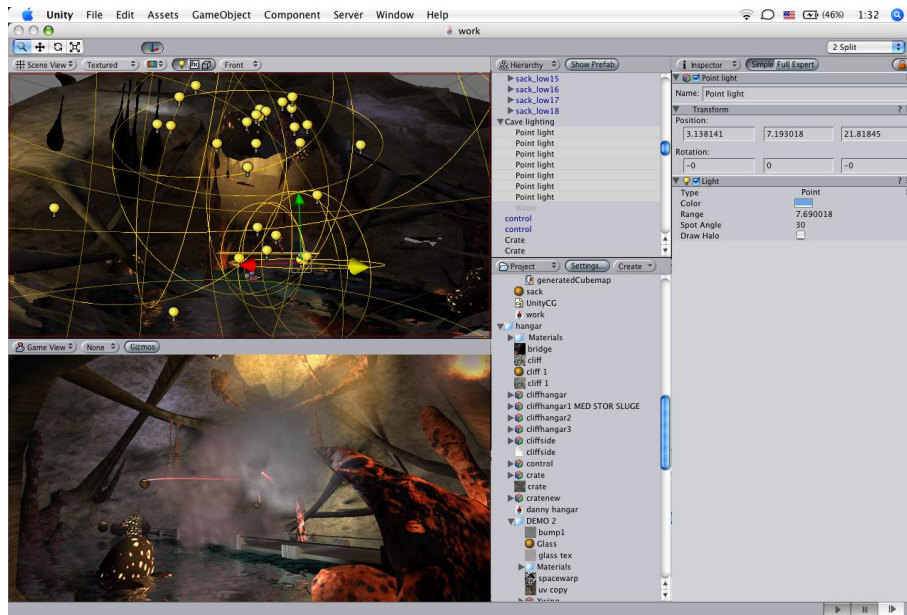 Unity File Edit Assets GameObject Component Server Window Help (46%) 1:32
work
2 Split
Scene View Textured Fx Front
Hierarchy Show Prefab
sack_low15
sack_low16
sack_low17
sack_low18
Cave lighting
Point light
Point light
Point light
Point light
Point light
Point light
Point light
Water
control
control
Crate
Crate
Inspector Simple Full Expert
Point light
Name: Point light
Transform ?
Position:
3.138141 7.193018 21.81845
Rotation:
-0 0 -0
Light ?
Type Point
Color
Range 7.690018
Spot Angle 30
Draw Halo
Project Settings... Create
generatedCubemap
sack
UnityCG
work
hangar
Materials
bridge
cliff
cliff 1
cliff 1
cliffhangar
cliffhangar1 MED STOR SLUGE
cliffhangar2
cliffhangar3
cliffside
cliffside
control
crate
crate
cratenew
danny hangar
DEMO 2
bump1
Glass
glass tex
Materials
spacewarp
uv copy
Game View None Gizmos